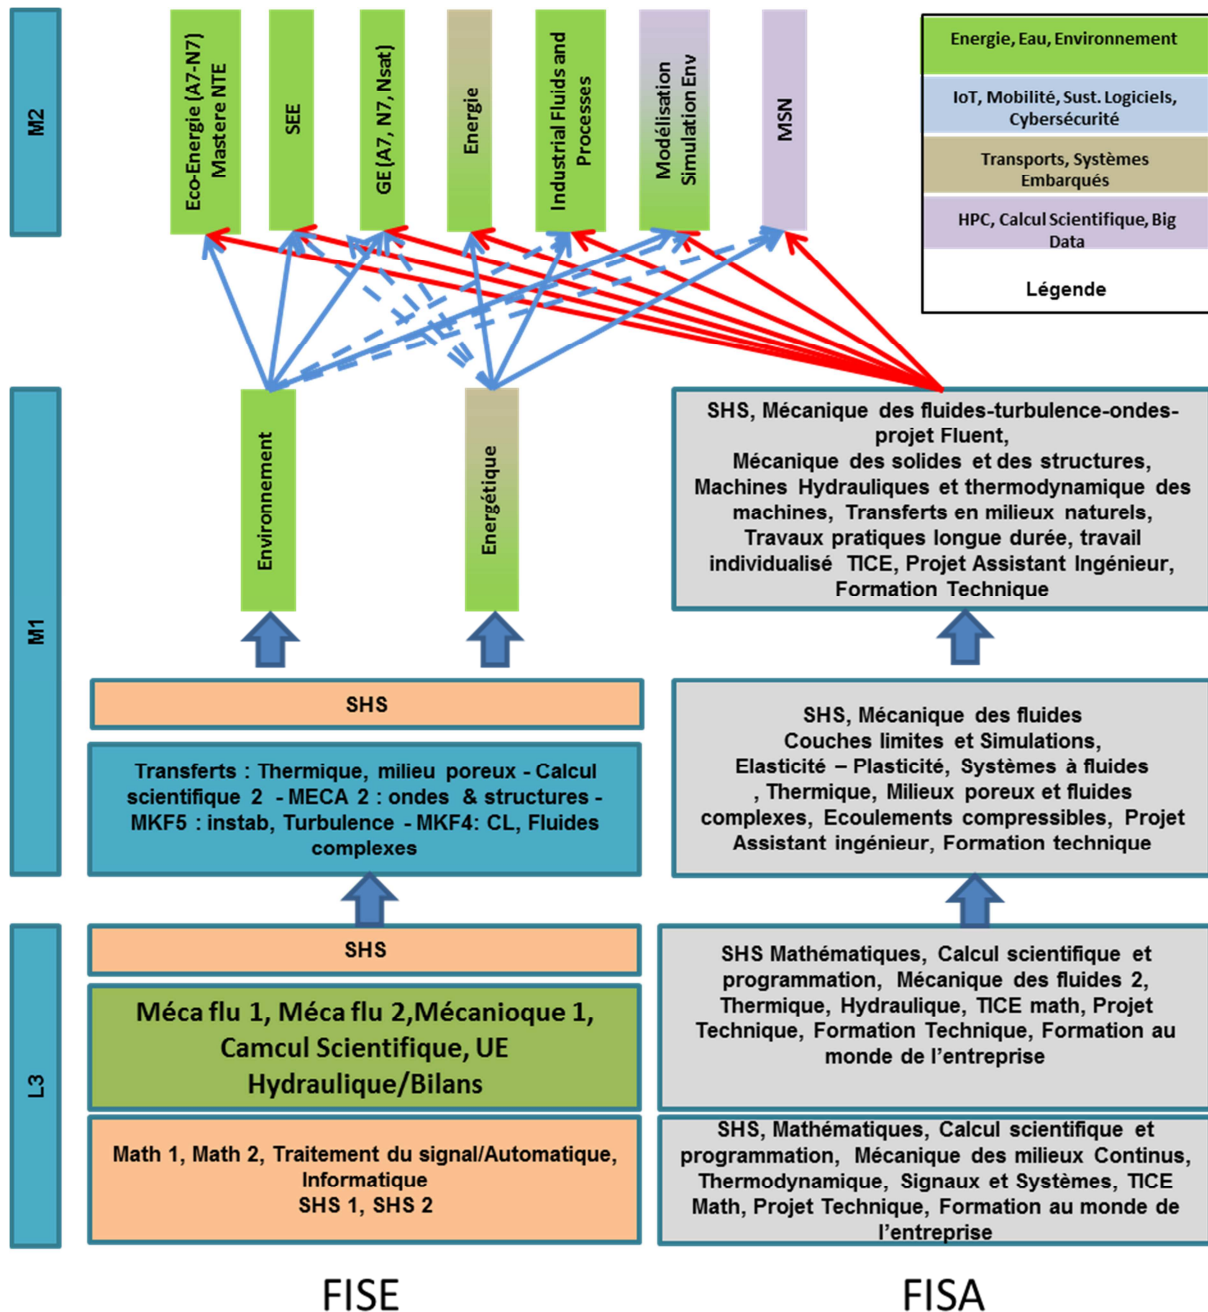 M2
Eco-Energie (A7-N7)
Mastere NTE
SEE
GE (A7, N7, Nsat)
Energie
Industrial Fluids and
Processes
Modélisation
Simulation Env
MSN
Energie, Eau, Environnement
IoT, Mobilité, Sust. Logiciels,
Cybersécurité
Transports, Systèmes
Embarqués
HPC, Calcul Scientifique, Big
Data
Légende
M1
Environnement
Energétique
SHS, Mécanique des fluides-turbulence-ondes-
projet Fluent,
Mécanique des solides et des structures,
Machines Hydrauliques et thermodynamique des
machines, Transferts en milieux naturels,
Travaux pratiques longue durée, travail
individualisé TICE, Projet Assistant Ingénieur,
Formation Technique
SHS
Transferts : Thermique, milieu poreux - Calcul
scientifique 2 - MECA 2 : ondes & structures -
MKF5 : instab, Turbulence - MKF4: CL, Fluides
complexes
SHS, Mécanique des fluides
Couches limites et Simulations,
Elasticité – Plasticité, Systèmes à fluides
, Thermique, Milieux poreux et fluides
complexes, Ecoulements compressibles, Projet
Assistant ingénieur, Formation technique
L3
SHS
Méca flu 1, Méca flu 2,Mécanioque 1,
Camcul Scientifique, UE
Hydraulique/Bilans
Math 1, Math 2, Traitement du signal/Automatique,
Informatique
SHS 1, SHS 2
SHS Mathématiques, Calcul scientifique et
programmation, Mécanique des fluides 2,
Thermique, Hydraulique, TICE math, Projet
Technique, Formation Technique, Formation au
monde de l'entreprise
SHS, Mathématiques, Calcul scientifique et
programmation, Mécanique des milieux Continus,
Thermodynamique, Signaux et Systèmes, TICE
Math, Projet Technique, Formation au monde de
l'entreprise
FISE
FISA